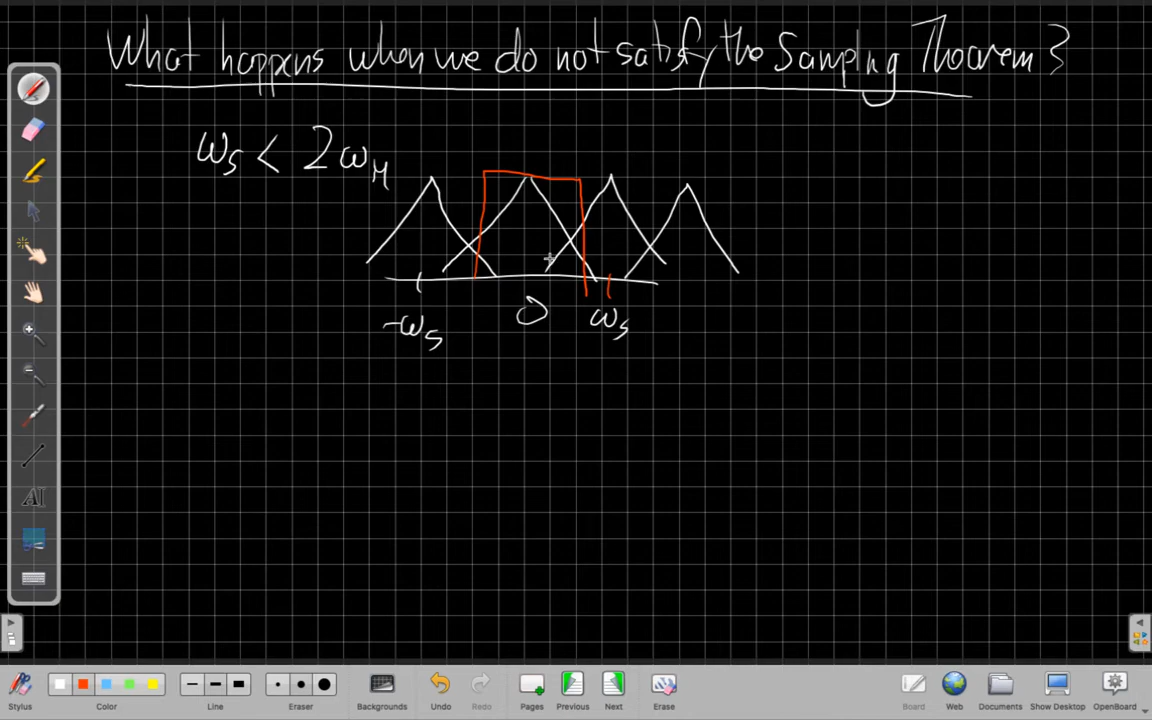 What happens when we do not satisfy the Sampling Theorem?
ωs < 2ωM
-ωs 0 ωs
Stylus
Color
Line
Eraser
Backgrounds
Undo
Redo
Pages
Previous
Next
Erase
Board
Web
Documents
Show Desktop
OpenBoard